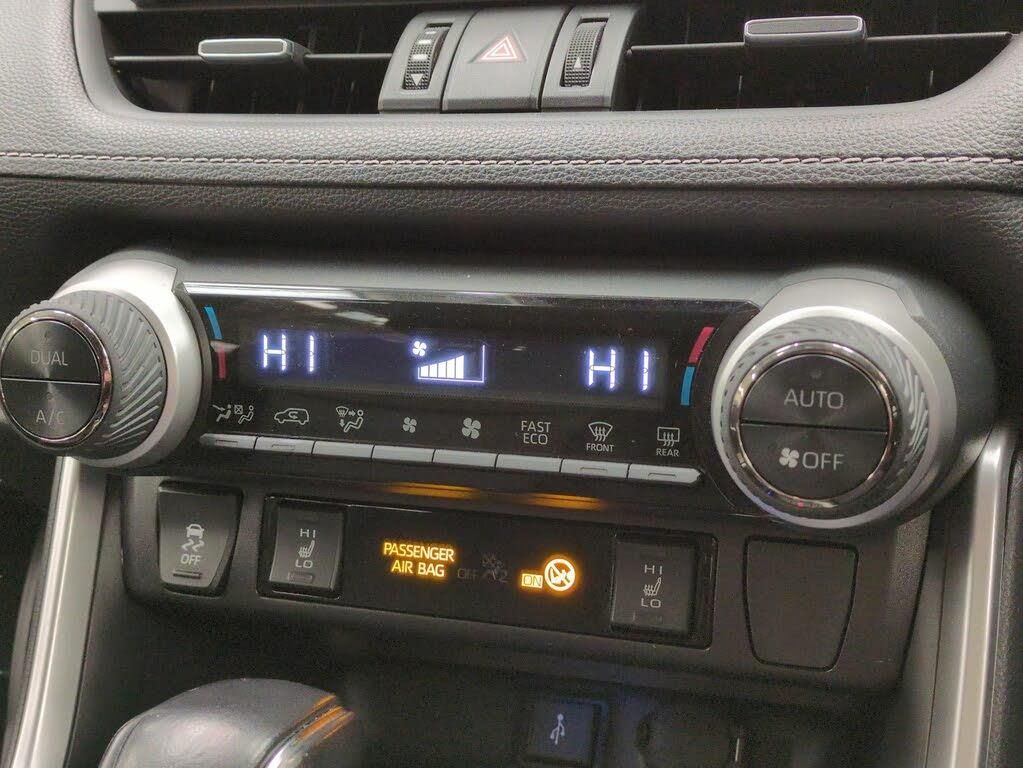 HI
HI
DUAL
A/C
AUTO
OFF
FAST
ECO
FRONT
REAR
OFF
HI
LO
PASSENGER
AIR BAG
OFF
2
ON
HI
LO